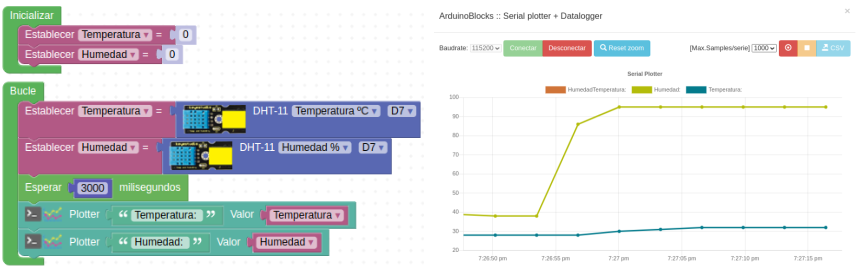 Inicializar
Establecer Temperatura = 0
Establecer Humedad = 0
Bucle
Establecer Temperatura = DHT-11 Temperatura ºC D7
Establecer Humedad = DHT-11 Humedad % D7
Esperar 3000 milisegundos
Plotter “ Temperatura: ” Valor Temperatura
Plotter “ Humedad: ” Valor Humedad
ArduinoBlocks :: Serial plotter + Datalogger
×
Baudrate: 115200 Conectar Desconectar Reset zoom [Max.Samples/serie] 1000 CSV
Serial Plotter
HumedadTemperatura: Humedad: Temperatura:
100
90
80
70
60
50
40
30
20
7:26:50 pm 7:26:55 pm 7:27 pm 7:27:05 pm 7:27:10 pm 7:27:15 pm